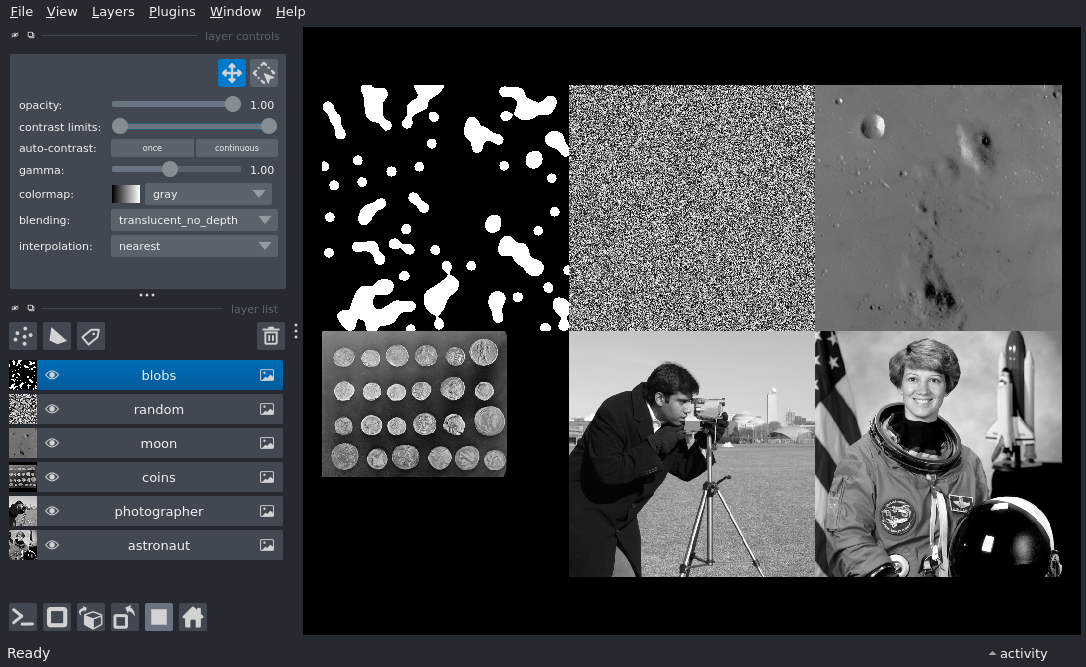 File View Layers Plugins Window Help
layer controls
opacity: 1.00
contrast limits:
auto-contrast: once continuous
gamma: 1.00
colormap: gray
blending: translucent_no_depth
interpolation: nearest
layer list
blobs
random
moon
coins
photographer
astronaut
Ready
activity